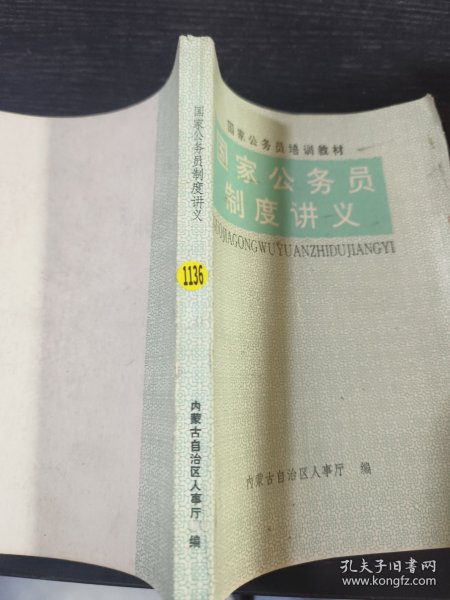 国家公务员制度讲义
1136
内蒙古自治区人事厅 编
国家公务员培训教材
国家公务员
制度讲义
GUOJIAGONGWUYUANZHIDUJIANGYI
内蒙古自治区人事厅 编
孔夫子旧书网
www.kongfz.com